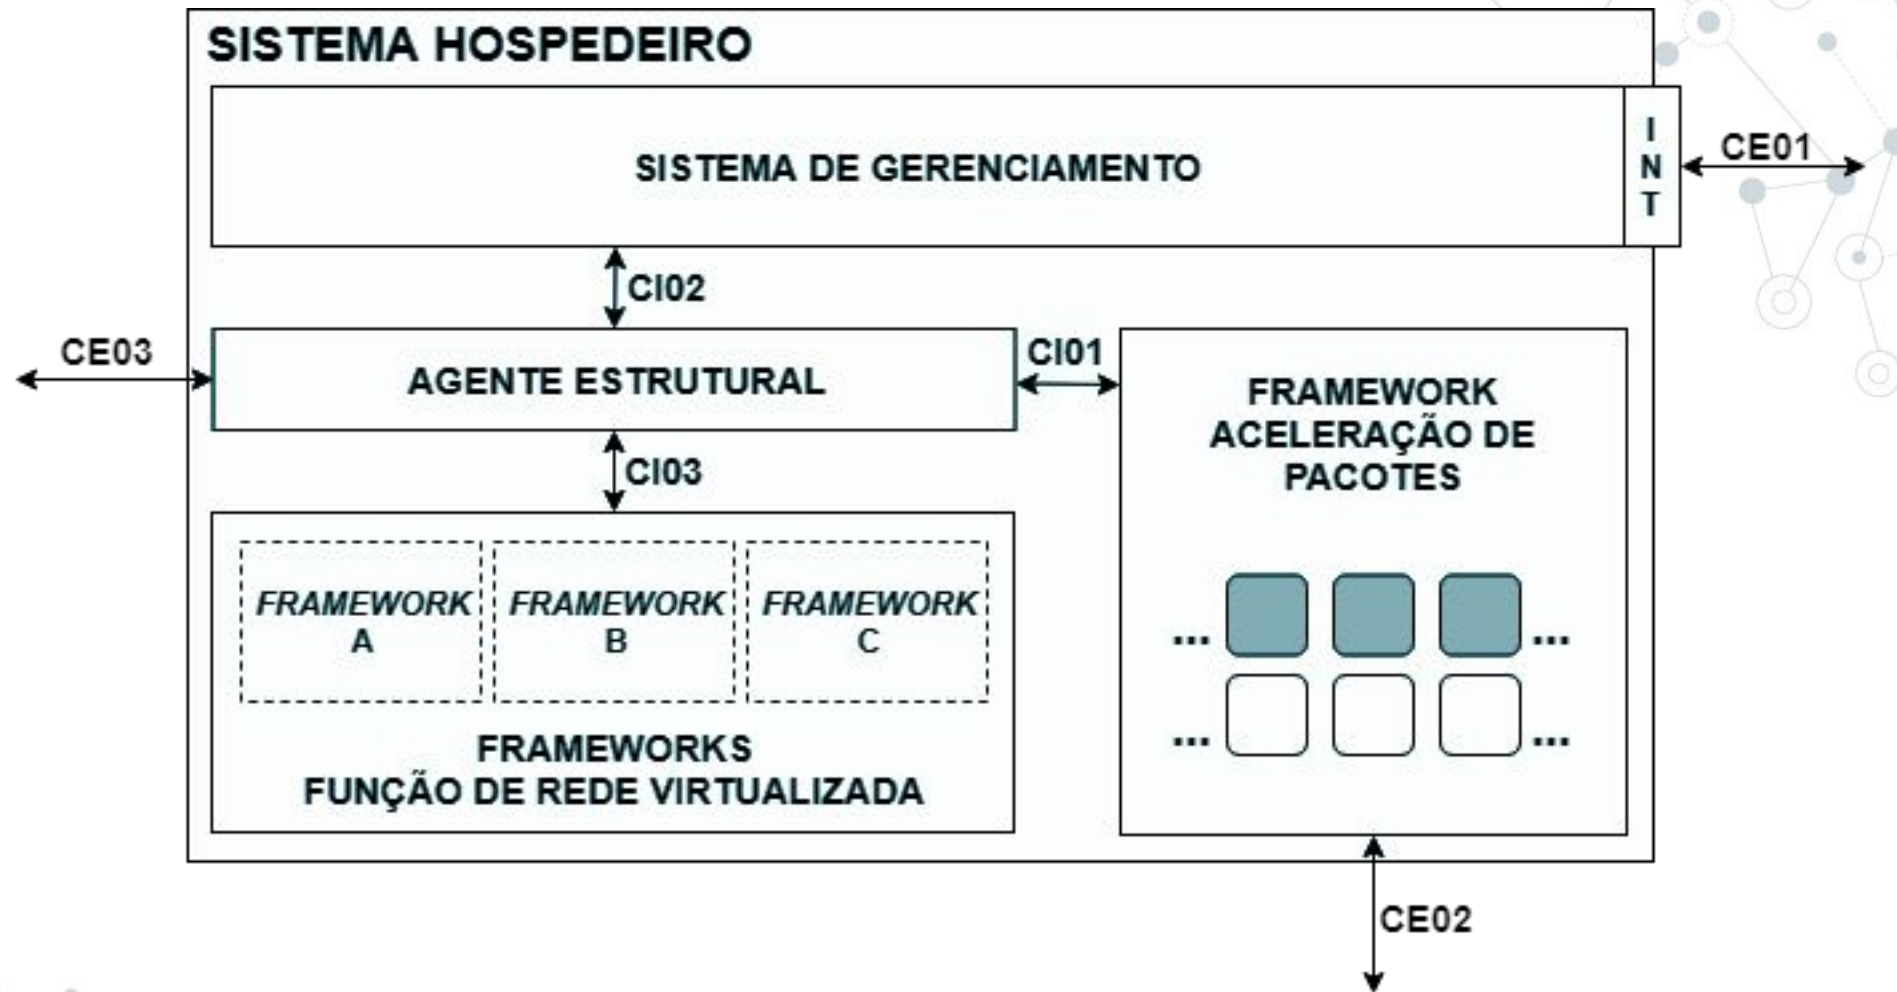 SISTEMA HOSPEDEIRO
SISTEMA DE GERENCIAMENTO
I
N
T
CE01
CI02
CE03
AGENTE ESTRUTURAL
CI01
FRAMEWORK
ACELERAÇÃO DE
PACOTES
CI03
FRAMEWORK
A
FRAMEWORK
B
FRAMEWORK
C
... ...
... ...
FRAMEWORKS
FUNÇÃO DE REDE VIRTUALIZADA
CE02